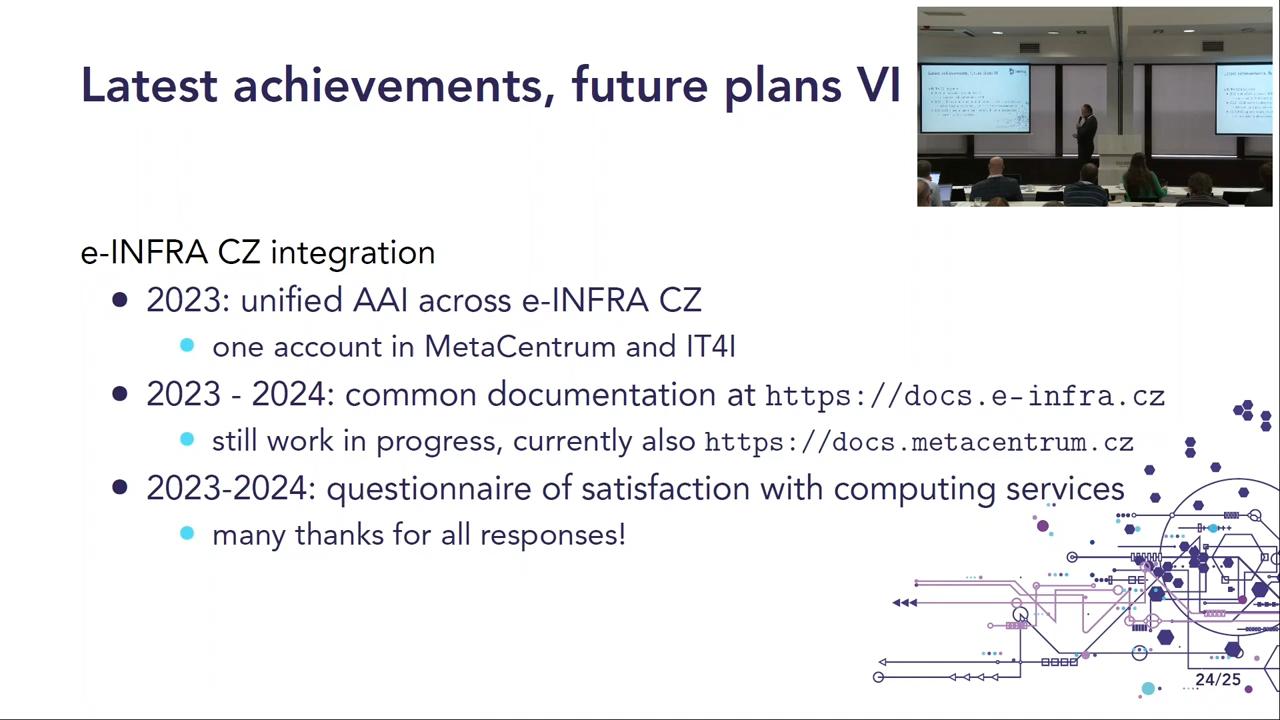 Latest achievements, future plans VI
e-INFRA CZ integration
2023: unified AAI across e-INFRA CZ
one account in MetaCentrum and IT4I
2023 - 2024: common documentation at https://docs.e-infra.cz
still work in progress, currently also https://docs.metacentrum.cz
2023-2024: questionnaire of satisfaction with computing services
many thanks for all responses!
24/25